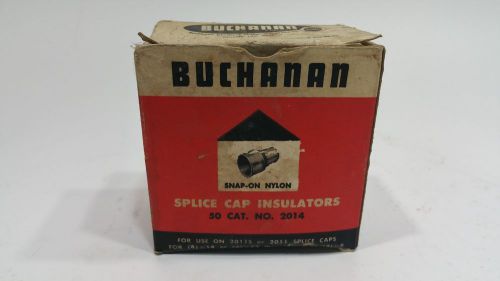 BUCHANAN
SNAP-ON NYLON
SPLICE CAP INSULATORS
50 CAT. NO. 2014
FOR USE ON 2011S or 2011 SPLICE CAPS
FOR